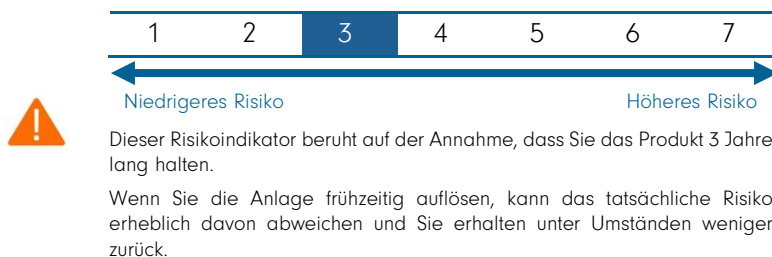 1 2 3 4 5 6 7
Niedrigeres Risiko Höheres Risiko
Dieser Risikoindikator beruht auf der Annahme, dass Sie das Produkt 3 Jahre
lang halten.
Wenn Sie die Anlage frühzeitig auflösen, kann das tatsächliche Risiko
erheblich davon abweichen und Sie erhalten unter Umständen weniger
zurück.